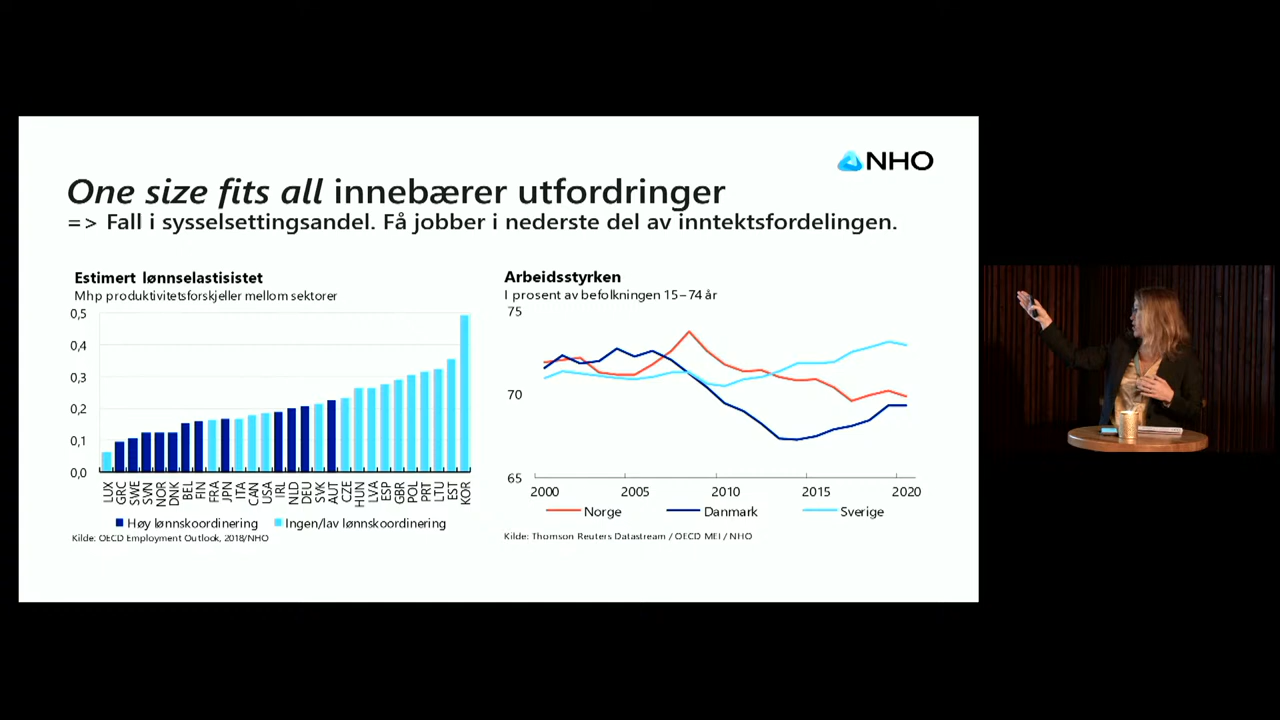 NHO
One size fits all innebærer utfordringer
=> Fall i sysselsettingsandel. Få jobber i nederste del av inntektsfordelingen.
Estimert lønnselastisistet
Mhp produktivitetsforskjeller mellom sektorer
0,5
0,4
0,3
0,2
0,1
0,0
LUX GRC SWE SVN NOR DNK BEL FIN FRA JPN ITA CAN USA IRL NLD DEU SVK AUT CZE HUN LVA ESP GBR POL PRT LTU EST KOR
Høy lønnskoordinering Ingen/lav lønnskoordinering
Kilde: OECD Employment Outlook, 2018/NHO
Arbeidsstyrken
I prosent av befolkningen 15–74 år
75
70
65
2000 2005 2010 2015 2020
Norge Danmark Sverige
Kilde: Thomson Reuters Datastream / OECD MEI / NHO